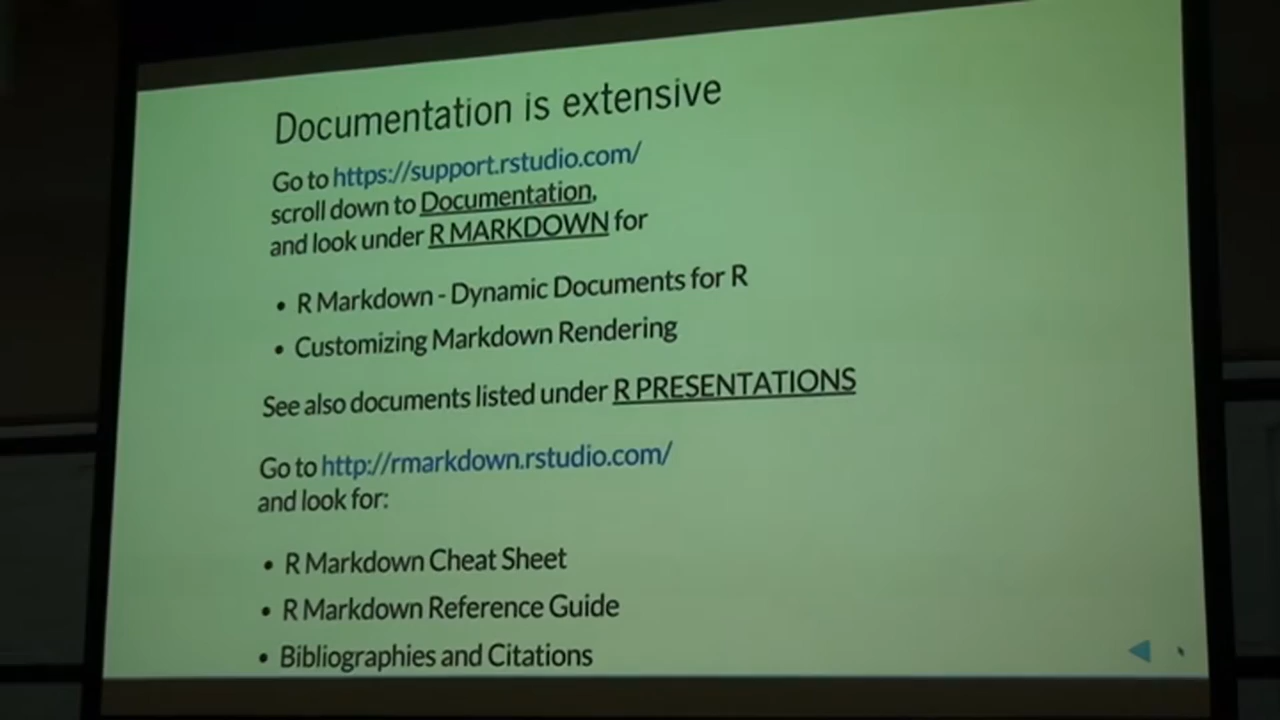 Documentation is extensive
Go to https://support.rstudio.com/
scroll down to Documentation,
and look under R MARKDOWN for
• R Markdown - Dynamic Documents for R
• Customizing Markdown Rendering
See also documents listed under R PRESENTATIONS
Go to http://rmarkdown.rstudio.com/
and look for:
• R Markdown Cheat Sheet
• R Markdown Reference Guide
• Bibliographies and Citations